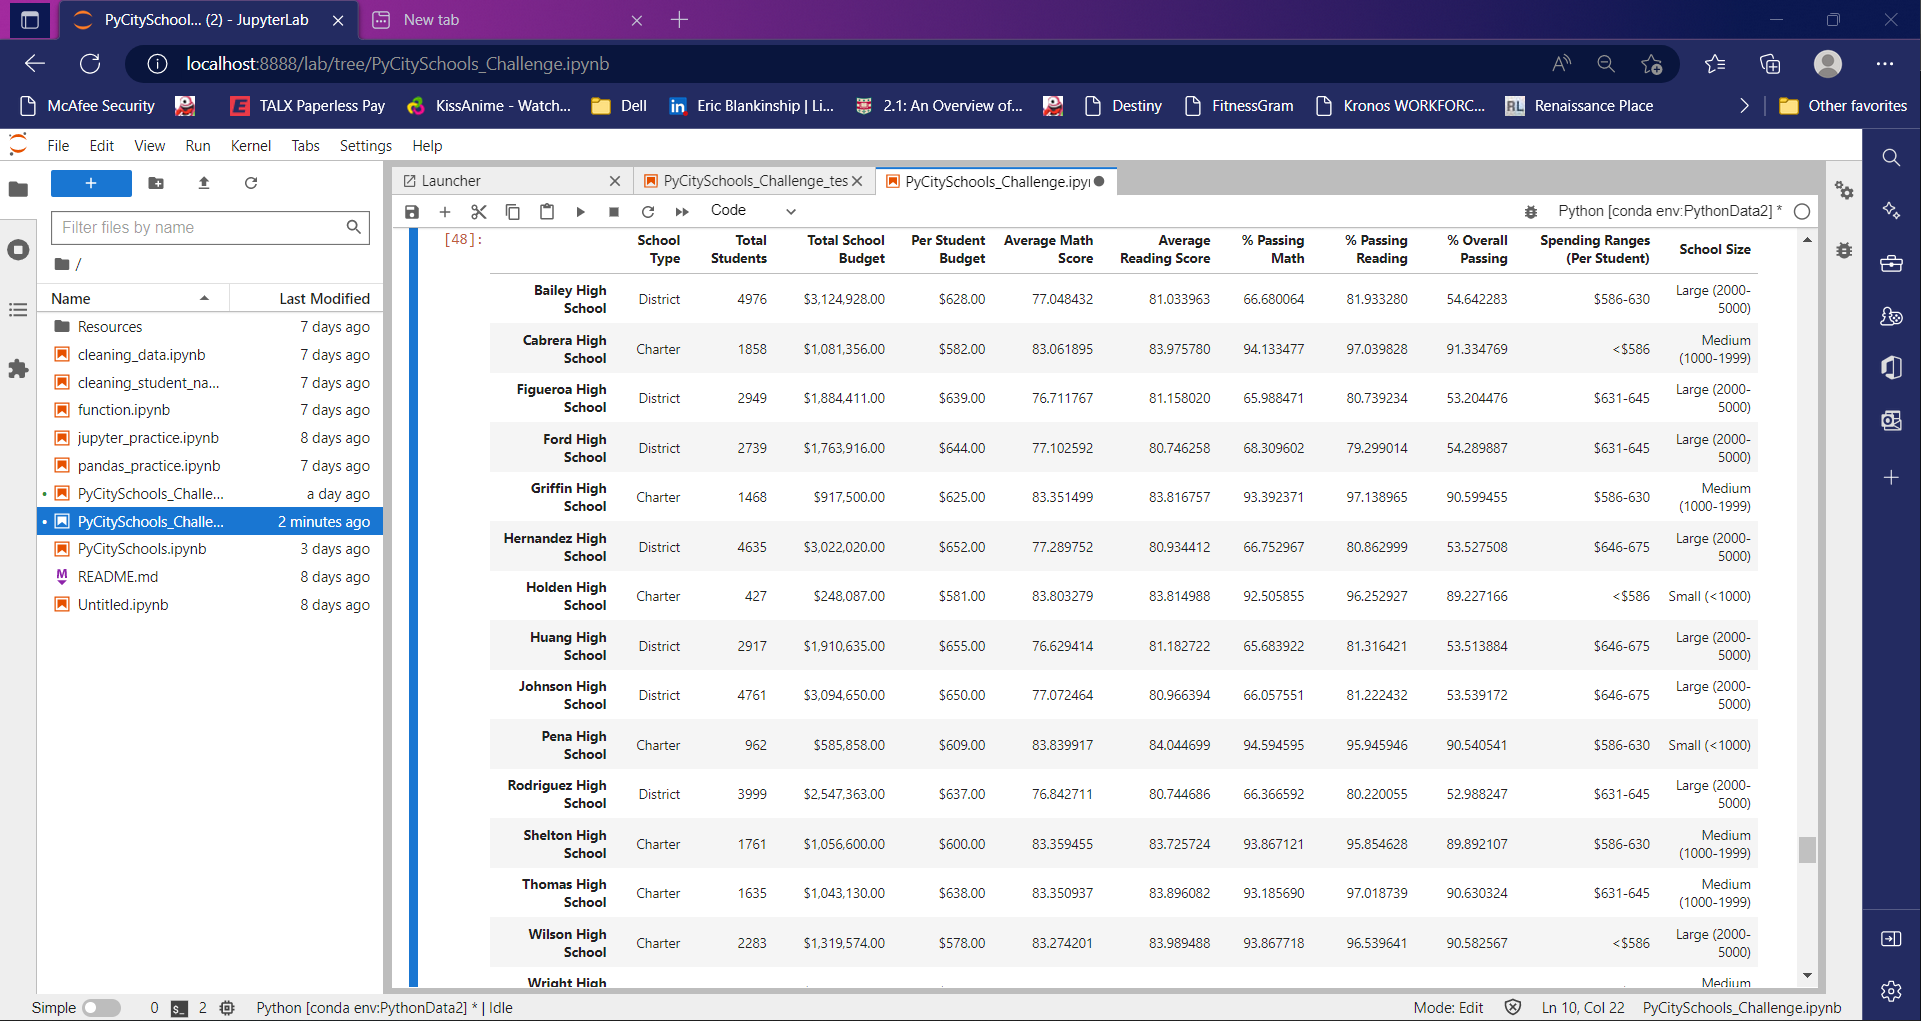 PyCitySchool... (2) - JupyterLab
New tab
localhost:8888/lab/tree/PyCitySchools_Challenge.ipynb
McAfee Security
TALX Paperless Pay
KissAnime - Watch...
Dell
Eric Blankinship | Li...
2.1: An Overview of...
Destiny
FitnessGram
Kronos WORKFORC...
RL Renaissance Place
Other favorites
File Edit View Run Kernel Tabs Settings Help
Launcher
PyCitySchools_Challenge_tes
PyCitySchools_Challenge.ipyı
Code
Python [conda env:PythonData2] *
Filter files by name
/
Name Last Modified
Resources 7 days ago
cleaning_data.ipynb 7 days ago
cleaning_student_na... 7 days ago
function.ipynb 7 days ago
jupyter_practice.ipynb 8 days ago
pandas_practice.ipynb 7 days ago
PyCitySchools_Challe... a day ago
PyCitySchools_Challe... 2 minutes ago
PyCitySchools.ipynb 3 days ago
README.md 8 days ago
Untitled.ipynb 8 days ago
[48]:
School Type Total Students Total School Budget Per Student Budget Average Math Score Average Reading Score % Passing Math % Passing Reading % Overall Passing Spending Ranges (Per Student) School Size
Bailey High School District 4976 $3,124,928.00 $628.00 77.048432 81.033963 66.680064 81.933280 54.642283 $586-630 Large (2000-5000)
Cabrera High School Charter 1858 $1,081,356.00 $582.00 83.061895 83.975780 94.133477 97.039828 91.334769 <$586 Medium (1000-1999)
Figueroa High School District 2949 $1,884,411.00 $639.00 76.711767 81.158020 65.988471 80.739234 53.204476 $631-645 Large (2000-5000)
Ford High School District 2739 $1,763,916.00 $644.00 77.102592 80.746258 68.309602 79.299014 54.289887 $631-645 Large (2000-5000)
Griffin High School Charter 1468 $917,500.00 $625.00 83.351499 83.816757 93.392371 97.138965 90.599455 $586-630 Medium (1000-1999)
Hernandez High School District 4635 $3,022,020.00 $652.00 77.289752 80.934412 66.752967 80.862999 53.527508 $646-675 Large (2000-5000)
Holden High School Charter 427 $248,087.00 $581.00 83.803279 83.814988 92.505855 96.252927 89.227166 <$586 Small (<1000)
Huang High School District 2917 $1,910,635.00 $655.00 76.629414 81.182722 65.683922 81.316421 53.513884 $646-675 Large (2000-5000)
Johnson High School District 4761 $3,094,650.00 $650.00 77.072464 80.966394 66.057551 81.222432 53.539172 $646-675 Large (2000-5000)
Pena High School Charter 962 $585,858.00 $609.00 83.839917 84.044699 94.594595 95.945946 90.540541 $586-630 Small (<1000)
Rodriguez High School District 3999 $2,547,363.00 $637.00 76.842711 80.744686 66.366592 80.220055 52.988247 $631-645 Large (2000-5000)
Shelton High School Charter 1761 $1,056,600.00 $600.00 83.359455 83.725724 93.867121 95.854628 89.892107 $586-630 Medium (1000-1999)
Thomas High School Charter 1635 $1,043,130.00 $638.00 83.350937 83.896082 93.185690 97.018739 90.630324 $631-645 Medium (1000-1999)
Wilson High School Charter 2283 $1,319,574.00 $578.00 83.274201 83.989488 93.867718 96.539641 90.582567 <$586 Large (2000-5000)
Wright High Medium
Simple 0 2 Python [conda env:PythonData2] * | Idle Mode: Edit Ln 10, Col 22 PyCitySchools_Challenge.ipynb